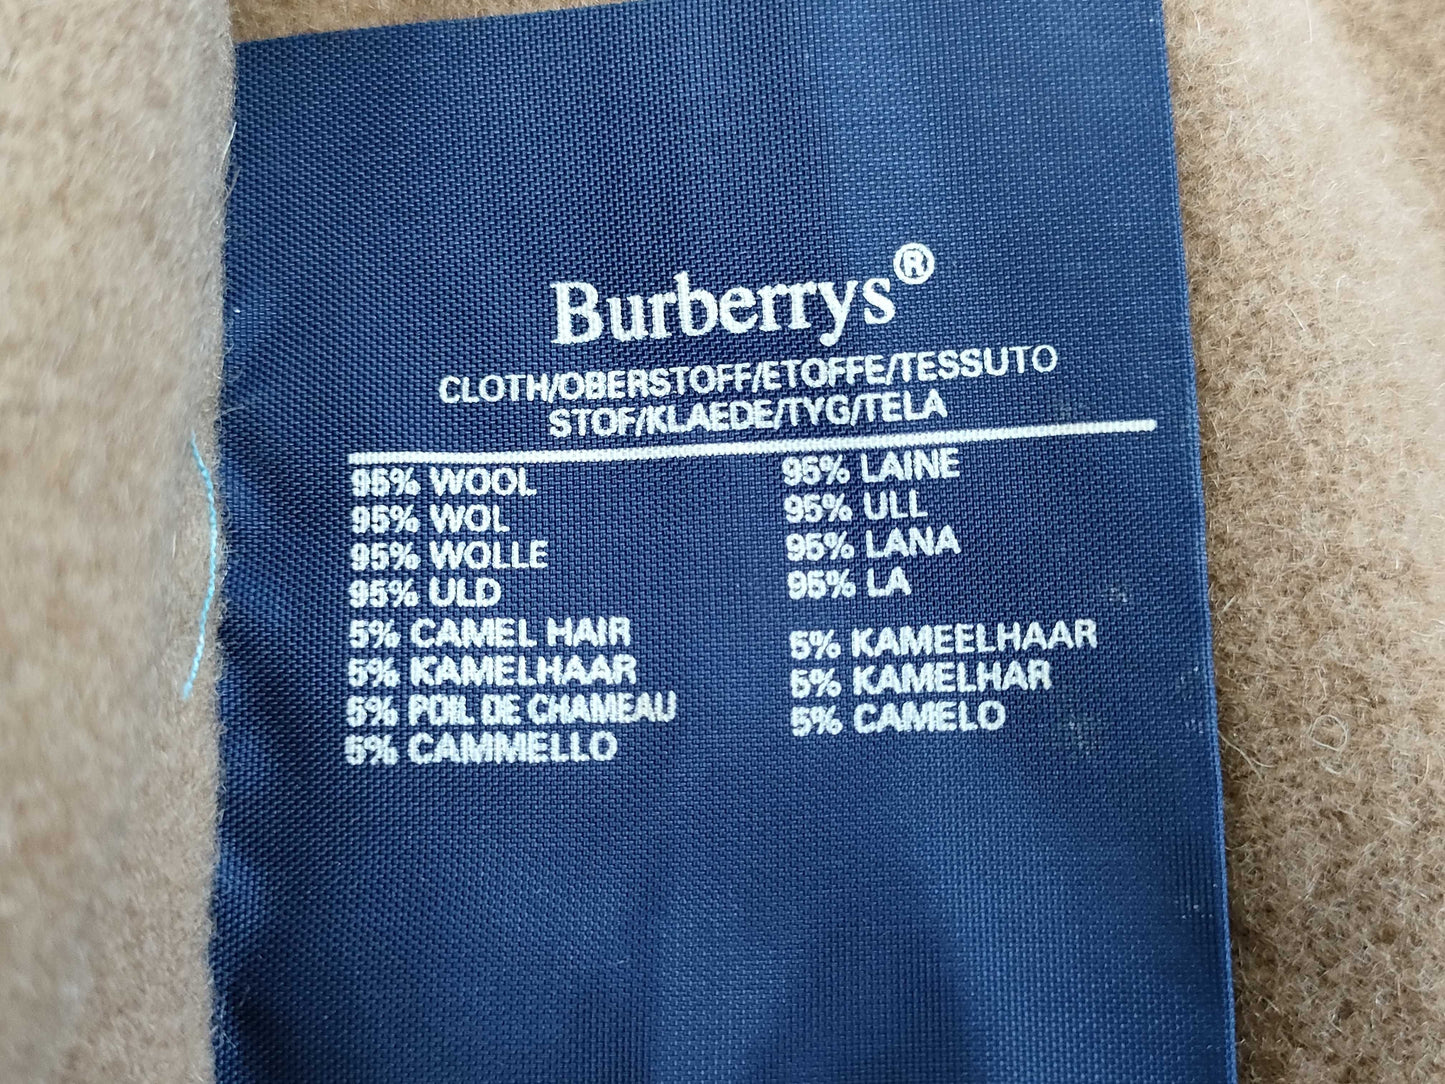 Burberrys®
CLOTH/OBERSTOFF/ETOFFE/TESSUTO
STOF/KLAEDE/TYG/TELA
95% WOOL
95% WOL
95% WOLLE
95% ULD
5% CAMEL HAIR
5% KAMELHAAR
5% POIL DE CHAMEAU
5% CAMMELLO
95% LAINE
95% ULL
95% LANA
95% LA
5% KAMEELHAAR
5% KAMELHAR
5% CAMELO